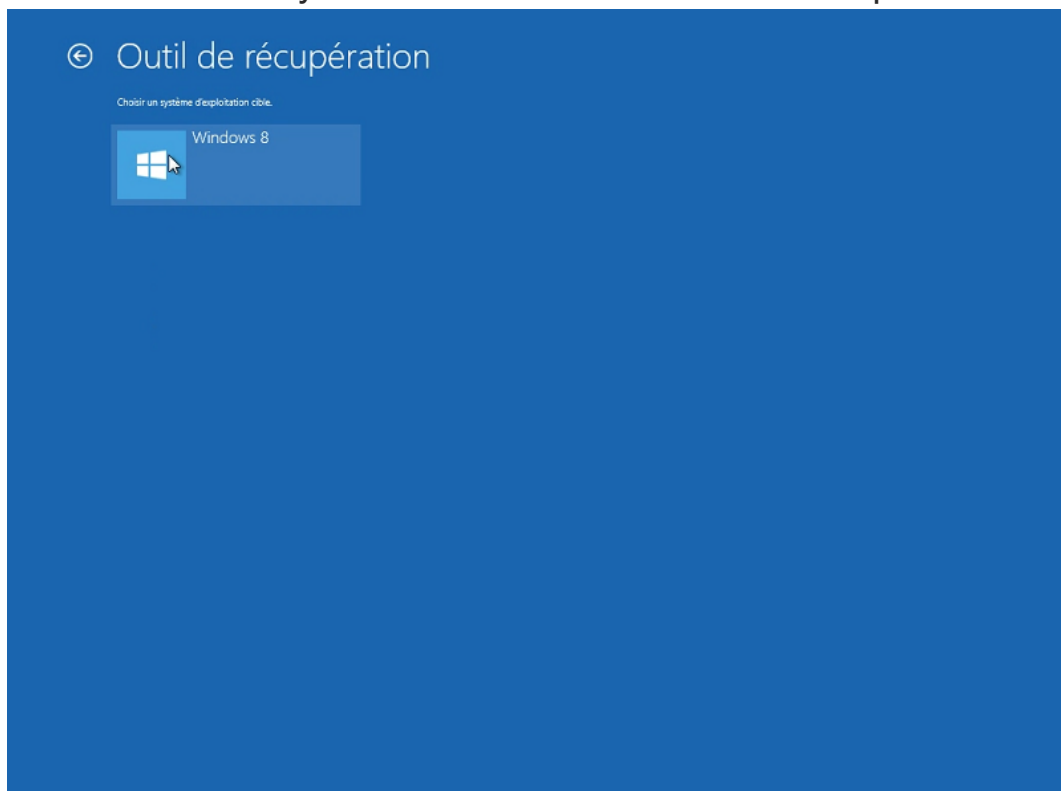 Outil de récupération
Choisir un système d'exploitation cible.
Windows 8